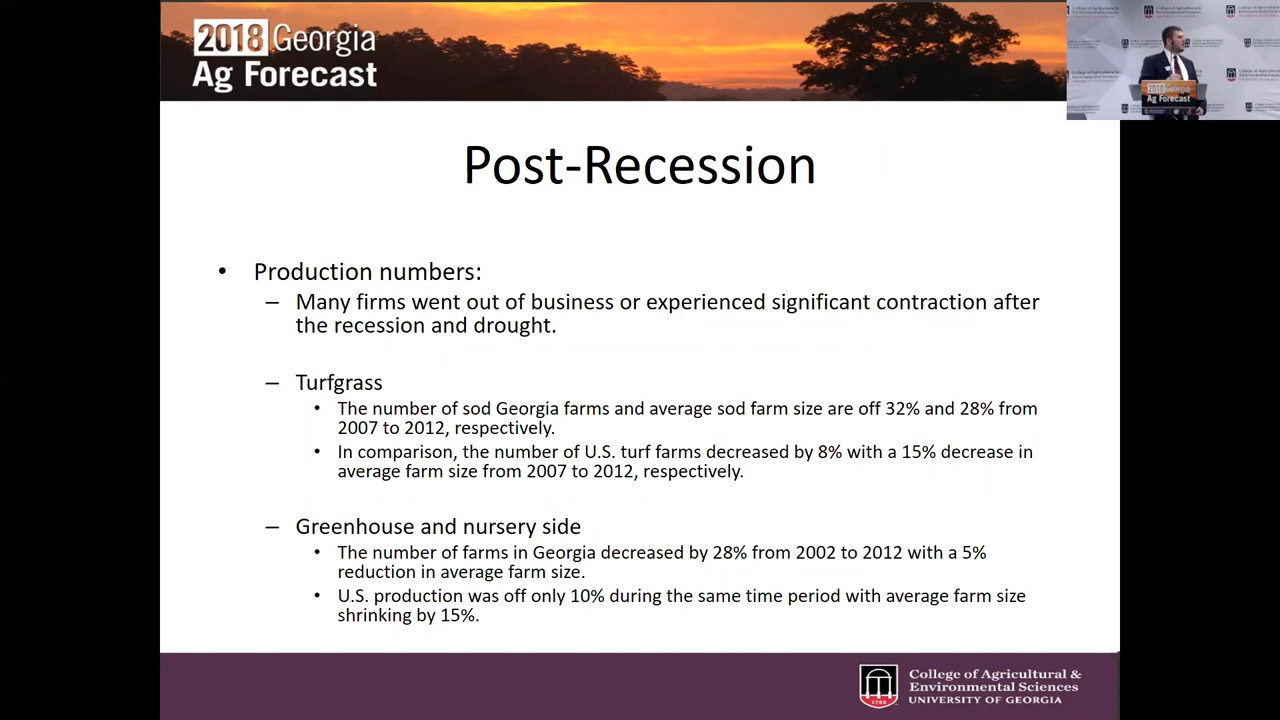 2018 Georgia
Ag Forecast
2018 Georgia
Ag Forecast
Post-Recession
• Production numbers:
– Many firms went out of business or experienced significant contraction after
the recession and drought.
– Turfgrass
• The number of sod Georgia farms and average sod farm size are off 32% and 28% from
2007 to 2012, respectively.
• In comparison, the number of U.S. turf farms decreased by 8% with a 15% decrease in
average farm size from 2007 to 2012, respectively.
– Greenhouse and nursery side
• The number of farms in Georgia decreased by 28% from 2002 to 2012 with a 5%
reduction in average farm size.
• U.S. production was off only 10% during the same time period with average farm size
shrinking by 15%.
College of Agricultural &
Environmental Sciences
UNIVERSITY OF GEORGIA